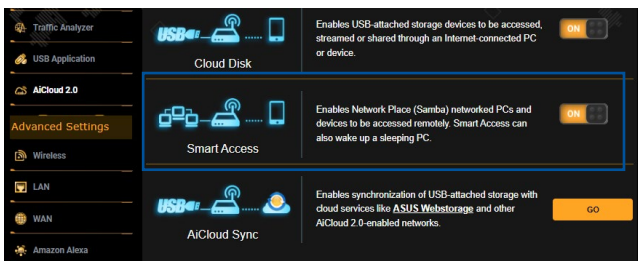 Traffic Analyzer
USB Application
AiCloud 2.0
Advanced Settings
Wireless
LAN
WAN
Amazon Alexa
USB
Cloud Disk
Enables USB-attached storage devices to be accessed,
streamed or shared through an Internet-connected PC
or device.
ON
Smart Access
Enables Network Place (Samba) networked PCs and
devices to be accessed remotely. Smart Access can
also wake up a sleeping PC.
ON
USB
AiCloud Sync
Enables synchronization of USB-attached storage with
cloud services like ASUS Webstorage and other
AiCloud 2.0-enabled networks.
GO